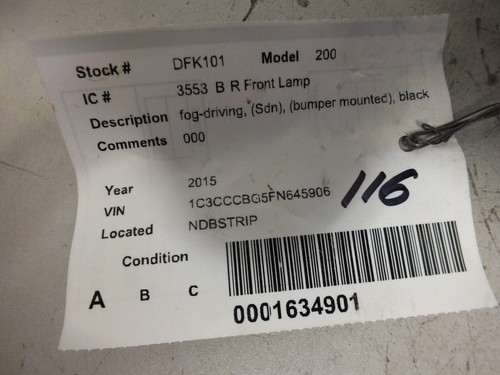 Stock # DFK101 Model 200
IC # 3553 B R Front Lamp
Description fog-driving, (Sdn), (bumper mounted), black
Comments 000
Year 2015
VIN 1C3CCCBG5FN645906
116
Located NDBSTRIP
Condition
A B C
0001634901